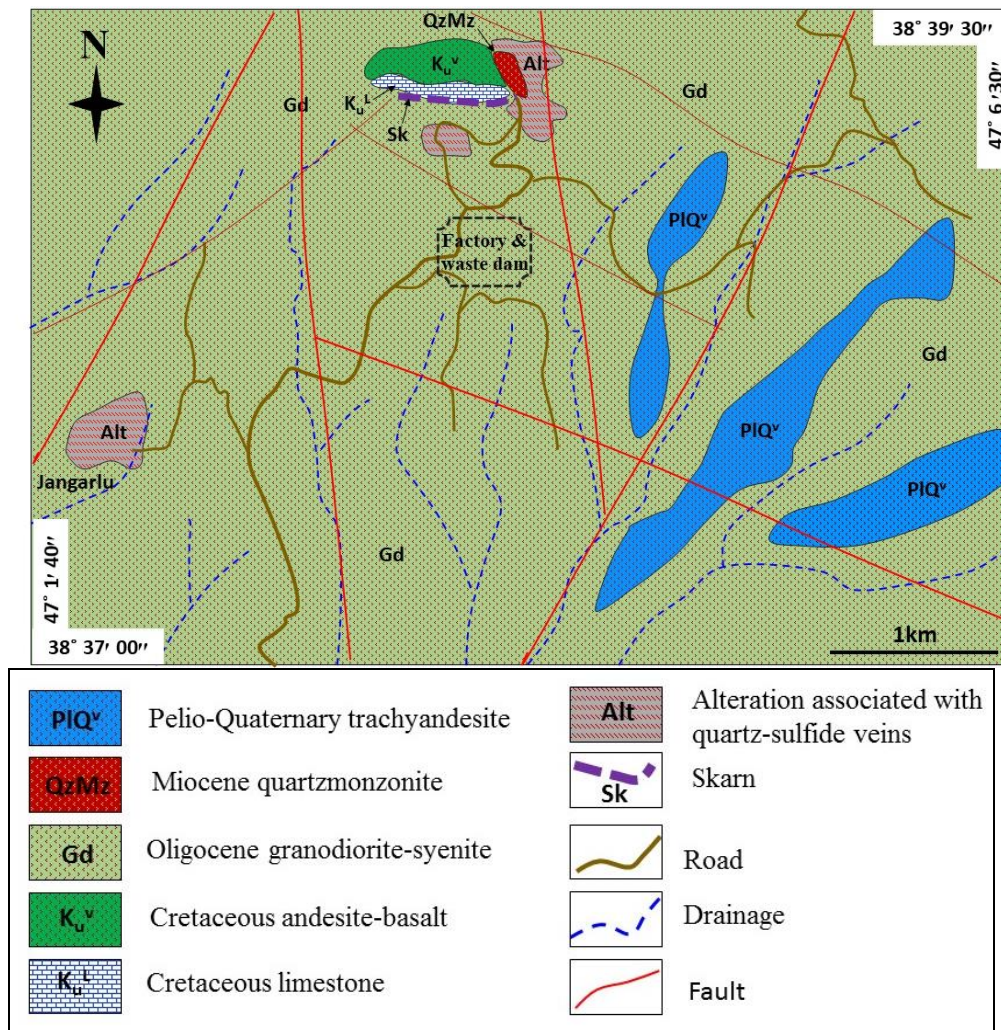 QzMz
38˚ 39′ 30″
47˚ 6′ 30″
N
Kᵤᵛ
Alt
Gd
Gd
KᵤL
Sk
PlQᵛ
Factory &
waste dam
Gd
Alt
PlQᵛ
Jangarlu
PlQᵛ
Gd
47˚ 1′ 40″
38˚ 37′ 00″
1km
PlQᵛ Pelio-Quaternary trachyandesite
QzMz Miocene quartzmonzonite
Gd Oligocene granodiorite-syenite
Kᵤᵛ Cretaceous andesite-basalt
KᵤL Cretaceous limestone
Alt Alteration associated with
quartz-sulfide veins
Sk Skarn
Road
Drainage
Fault